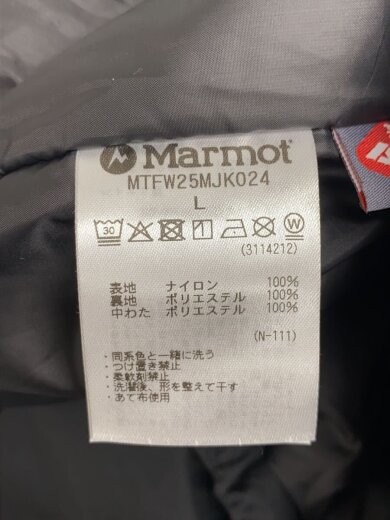 Marmot
MTFW25MJK024
L
30 W
(3114212)
表地 ナイロン 100%
裏地 ポリエステル 100%
中わた ポリエステル 100%
(N-111)
・同系色と一緒に洗う
・つけ置き禁止
・柔軟剤禁止
・洗濯後、形を整えて干す
・あて布使用